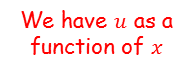 We have u as a
function of x